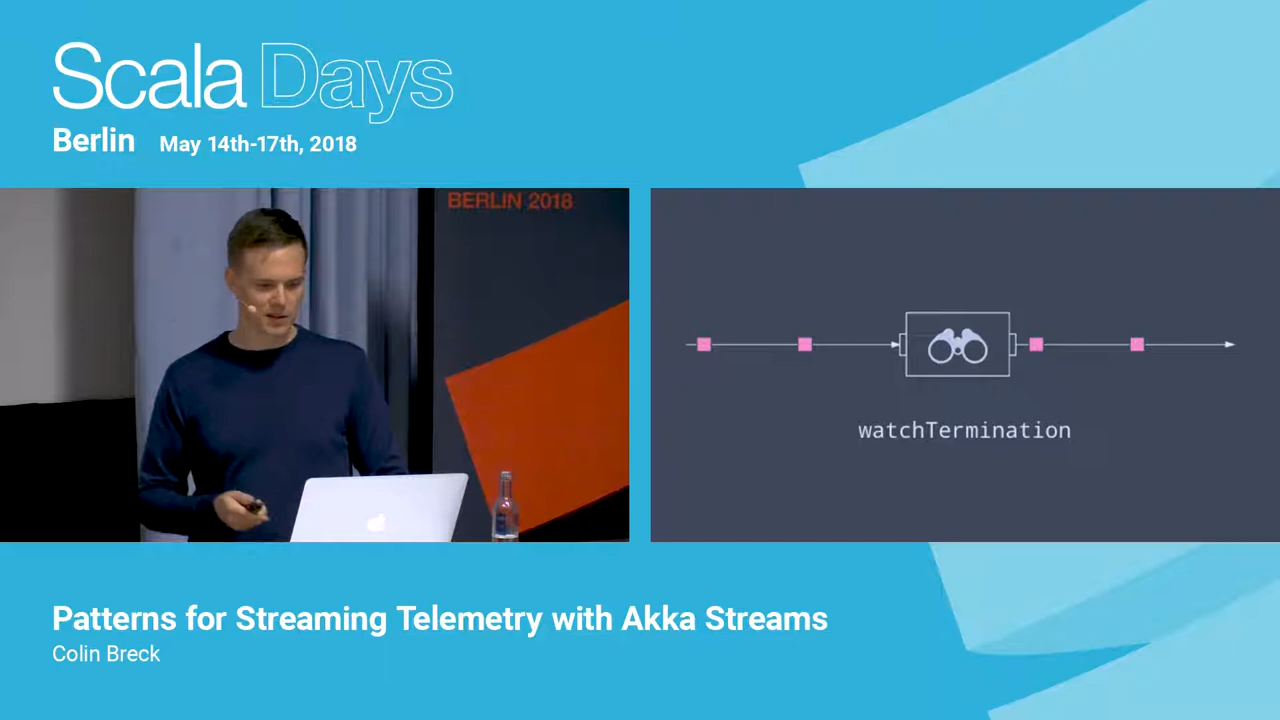 Scala Days
Berlin May 14th-17th, 2018
BERLIN 2018
watchTermination
Patterns for Streaming Telemetry with Akka Streams
Colin Breck